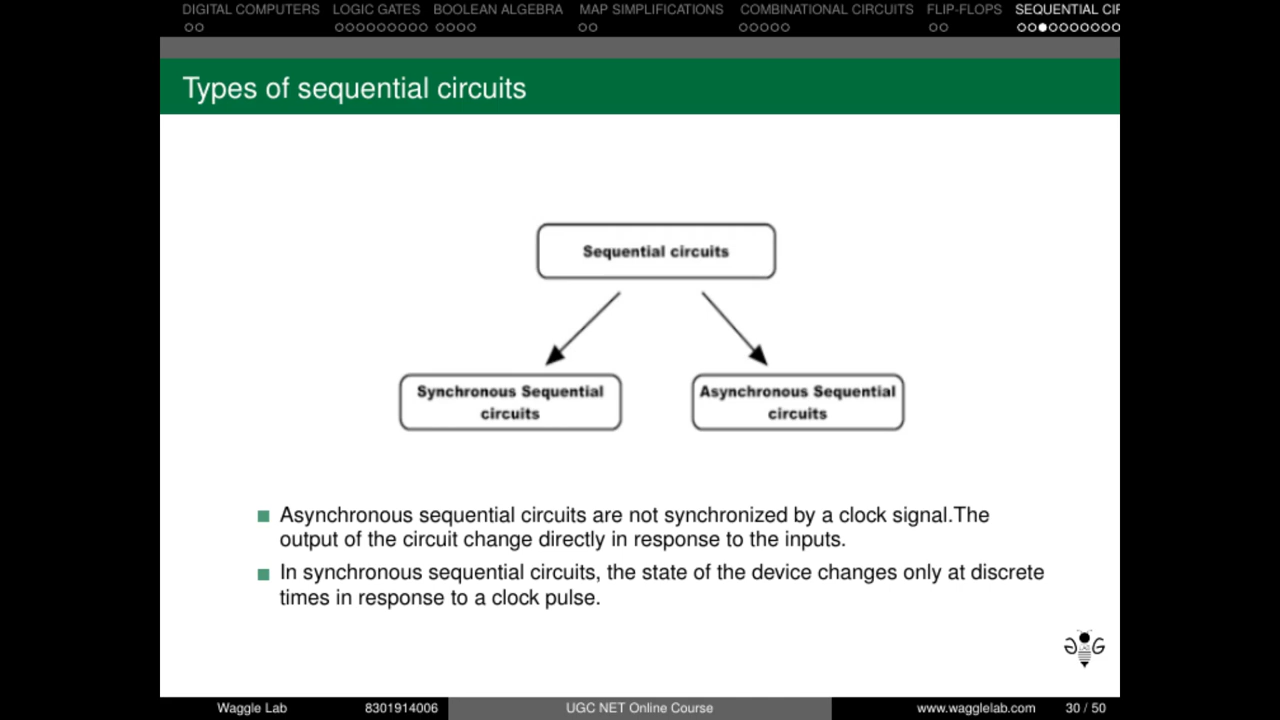 DIGITAL COMPUTERS LOGIC GATES BOOLEAN ALGEBRA MAP SIMPLIFICATIONS COMBINATIONAL CIRCUITS FLIP-FLOPS SEQUENTIAL CIR
Types of sequential circuits
Sequential circuits
Synchronous Sequential
circuits
Asynchronous Sequential
circuits
Asynchronous sequential circuits are not synchronized by a clock signal.The
output of the circuit change directly in response to the inputs.
In synchronous sequential circuits, the state of the device changes only at discrete
times in response to a clock pulse.
Waggle Lab 8301914006 UGC NET Online Course www.wagglelab.com 30 / 50